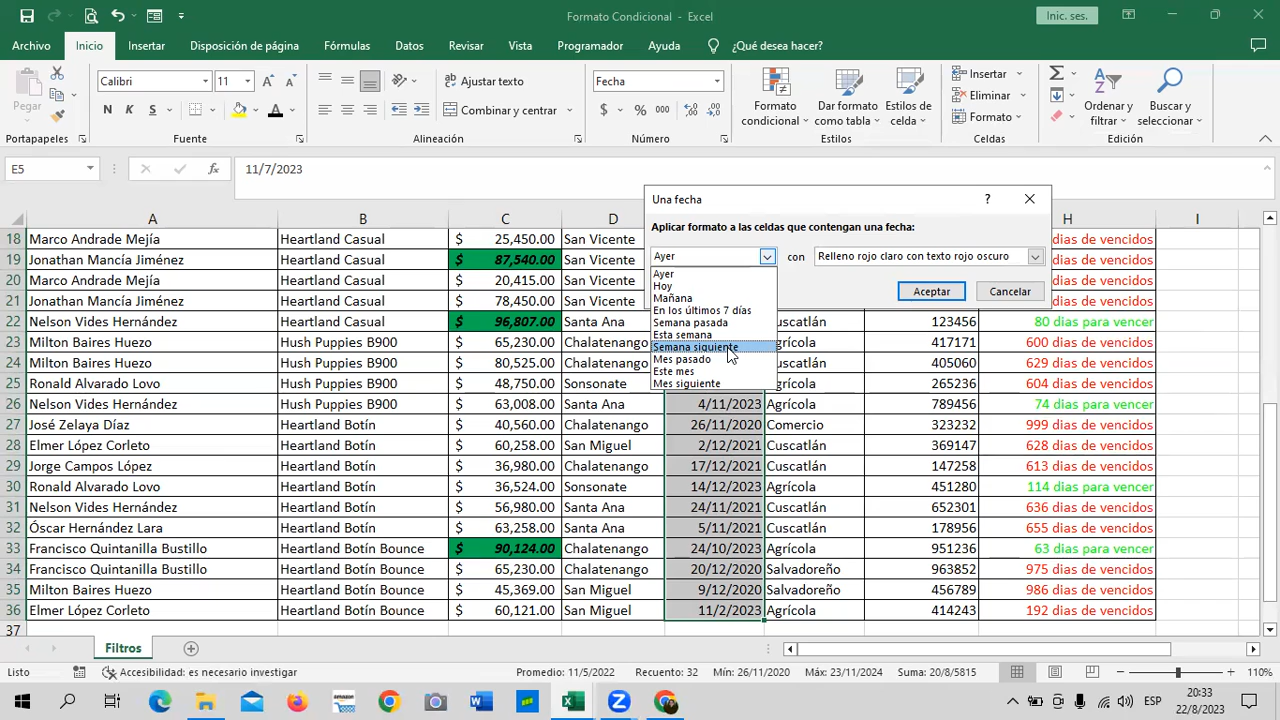 Formato Condicional - Excel
Inic. ses.
Archivo Inicio Insertar Disposición de página Fórmulas Datos Revisar Vista Programador Ayuda ¿Qué desea hacer?
Pegar
Calibri 11
N K S
Ajustar texto
Combinar y centrar
Fecha
$ % 000
Formato condicional
Dar formato como tabla
Estilos de celda
Insertar
Eliminar
Formato
Ordenar y filtrar
Buscar y seleccionar
Portapapeles Fuente Alineación Número Estilos Celdas Edición
E5 fx 11/7/2023
Una fecha ?
Aplicar formato a las celdas que contengan una fecha:
Ayer con Relleno rojo claro con texto rojo oscuro
Ayer
Hoy
Mañana
En los últimos 7 días
Semana pasada
Esta semana
Semana siguiente
Mes pasado
Este mes
Mes siguiente
Aceptar Cancelar
A B C D H I
18 Marco Andrade Mejía Heartland Casual $ 25,450.00 San Vicente dias de vencidos
19 Jonathan Mancía Jiménez Heartland Casual $ 87,540.00 San Vicente dias de vencidos
20 Marco Andrade Mejía Heartland Casual $ 20,415.00 San Vicente dias de vencidos
21 Jonathan Mancía Jiménez Heartland Casual $ 78,450.00 San Vicente dias de vencidos
22 Nelson Vides Hernández Heartland Casual $ 96,807.00 Santa Ana Cuscatlán 123456 80 dias para vencer
23 Milton Baires Huezo Hush Puppies B900 $ 65,230.00 Chalatenango Cuscatlán 417171 600 dias de vencidos
24 Milton Baires Huezo Hush Puppies B900 $ 80,525.00 Chalatenango Cuscatlán 405060 629 dias de vencidos
25 Ronald Alvarado Lovo Hush Puppies B900 $ 48,750.00 Sonsonate Cuscatlán 265236 604 dias de vencidos
26 Nelson Vides Hernández Hush Puppies B900 $ 63,008.00 Santa Ana 4/11/2023 Agrícola 789456 74 dias para vencer
27 José Zelaya Díaz Heartland Botín $ 40,560.00 Chalatenango 26/11/2020 Comercio 323232 999 dias de vencidos
28 Elmer López Corleto Heartland Botín $ 60,258.00 San Miguel 2/12/2021 Cuscatlán 369147 628 dias de vencidos
29 Jorge Campos López Heartland Botín $ 36,980.00 Chalatenango 17/12/2021 Cuscatlán 147258 613 dias de vencidos
30 Ronald Alvarado Lovo Heartland Botín $ 36,524.00 Sonsonate 14/12/2023 Agrícola 451280 114 dias para vencer
31 Nelson Vides Hernández Heartland Botín $ 56,980.00 Santa Ana 24/11/2021 Cuscatlán 652301 636 dias de vencidos
32 Óscar Hernández Lara Heartland Botín $ 63,258.00 Santa Ana 5/11/2021 Cuscatlán 178956 655 dias de vencidos
33 Francisco Quintanilla Bustillo Heartland Botín Bounce $ 90,124.00 Chalatenango 24/10/2023 Agrícola 951236 63 dias para vencer
34 Francisco Quintanilla Bustillo Heartland Botín Bounce $ 65,230.00 Chalatenango 20/12/2020 Salvadoreño 963852 975 dias de vencidos
35 Milton Baires Huezo Heartland Botín Bounce $ 45,369.00 San Miguel 9/12/2020 Salvadoreño 456789 986 dias de vencidos
36 Elmer López Corleto Heartland Botín Bounce $ 60,121.00 San Miguel 11/2/2023 Agrícola 414243 192 dias de vencidos
37
Filtros
Listo Accesibilidad: es necesario investigar Promedio: 11/5/2022 Recuento: 32 Mín: 26/11/2020 Máx: 23/11/2024 Suma: 20/8/5815 110%
ESP 20:33
22/8/2023